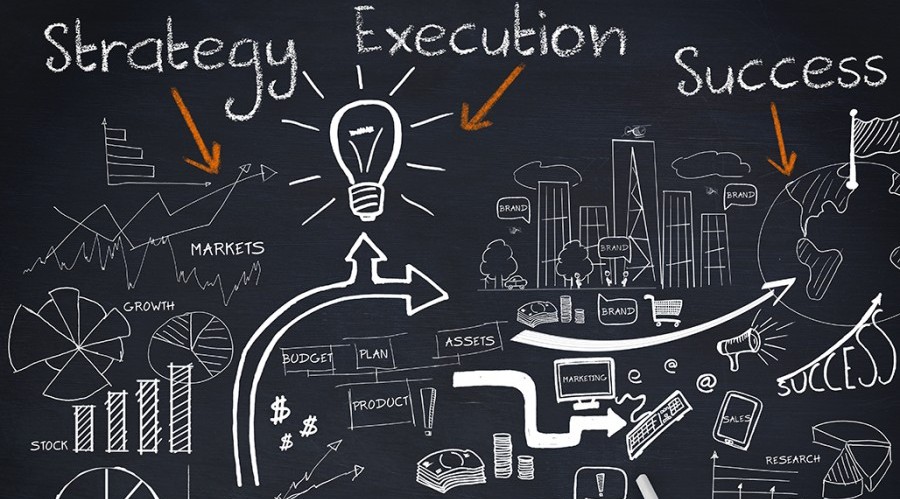 Strategy
Execution
Success
MARKETS
GROWTH
STOCK
BUDGET
PLAN
ASSETS
PRODUCT
!
$
$
$
BRAND
BRAND
BRAND
BRAND
MARKETING
e
@
@
SALES
SUCCESS
RESEARCH
!